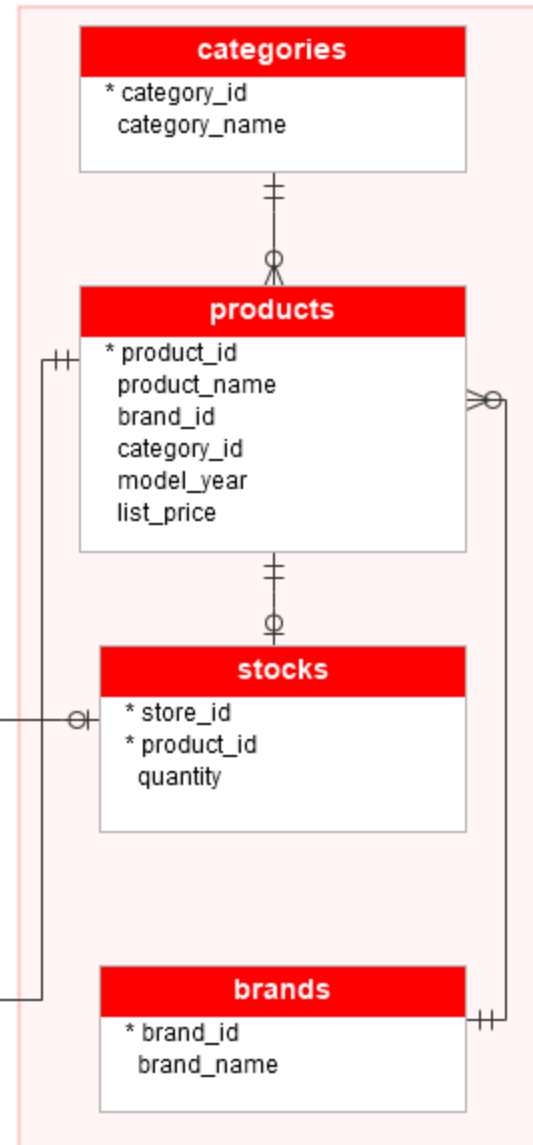 categories
* category_id
category_name
products
* product_id
product_name
brand_id
category_id
model_year
list_price
stocks
* store_id
* product_id
quantity
brands
* brand_id
brand_name